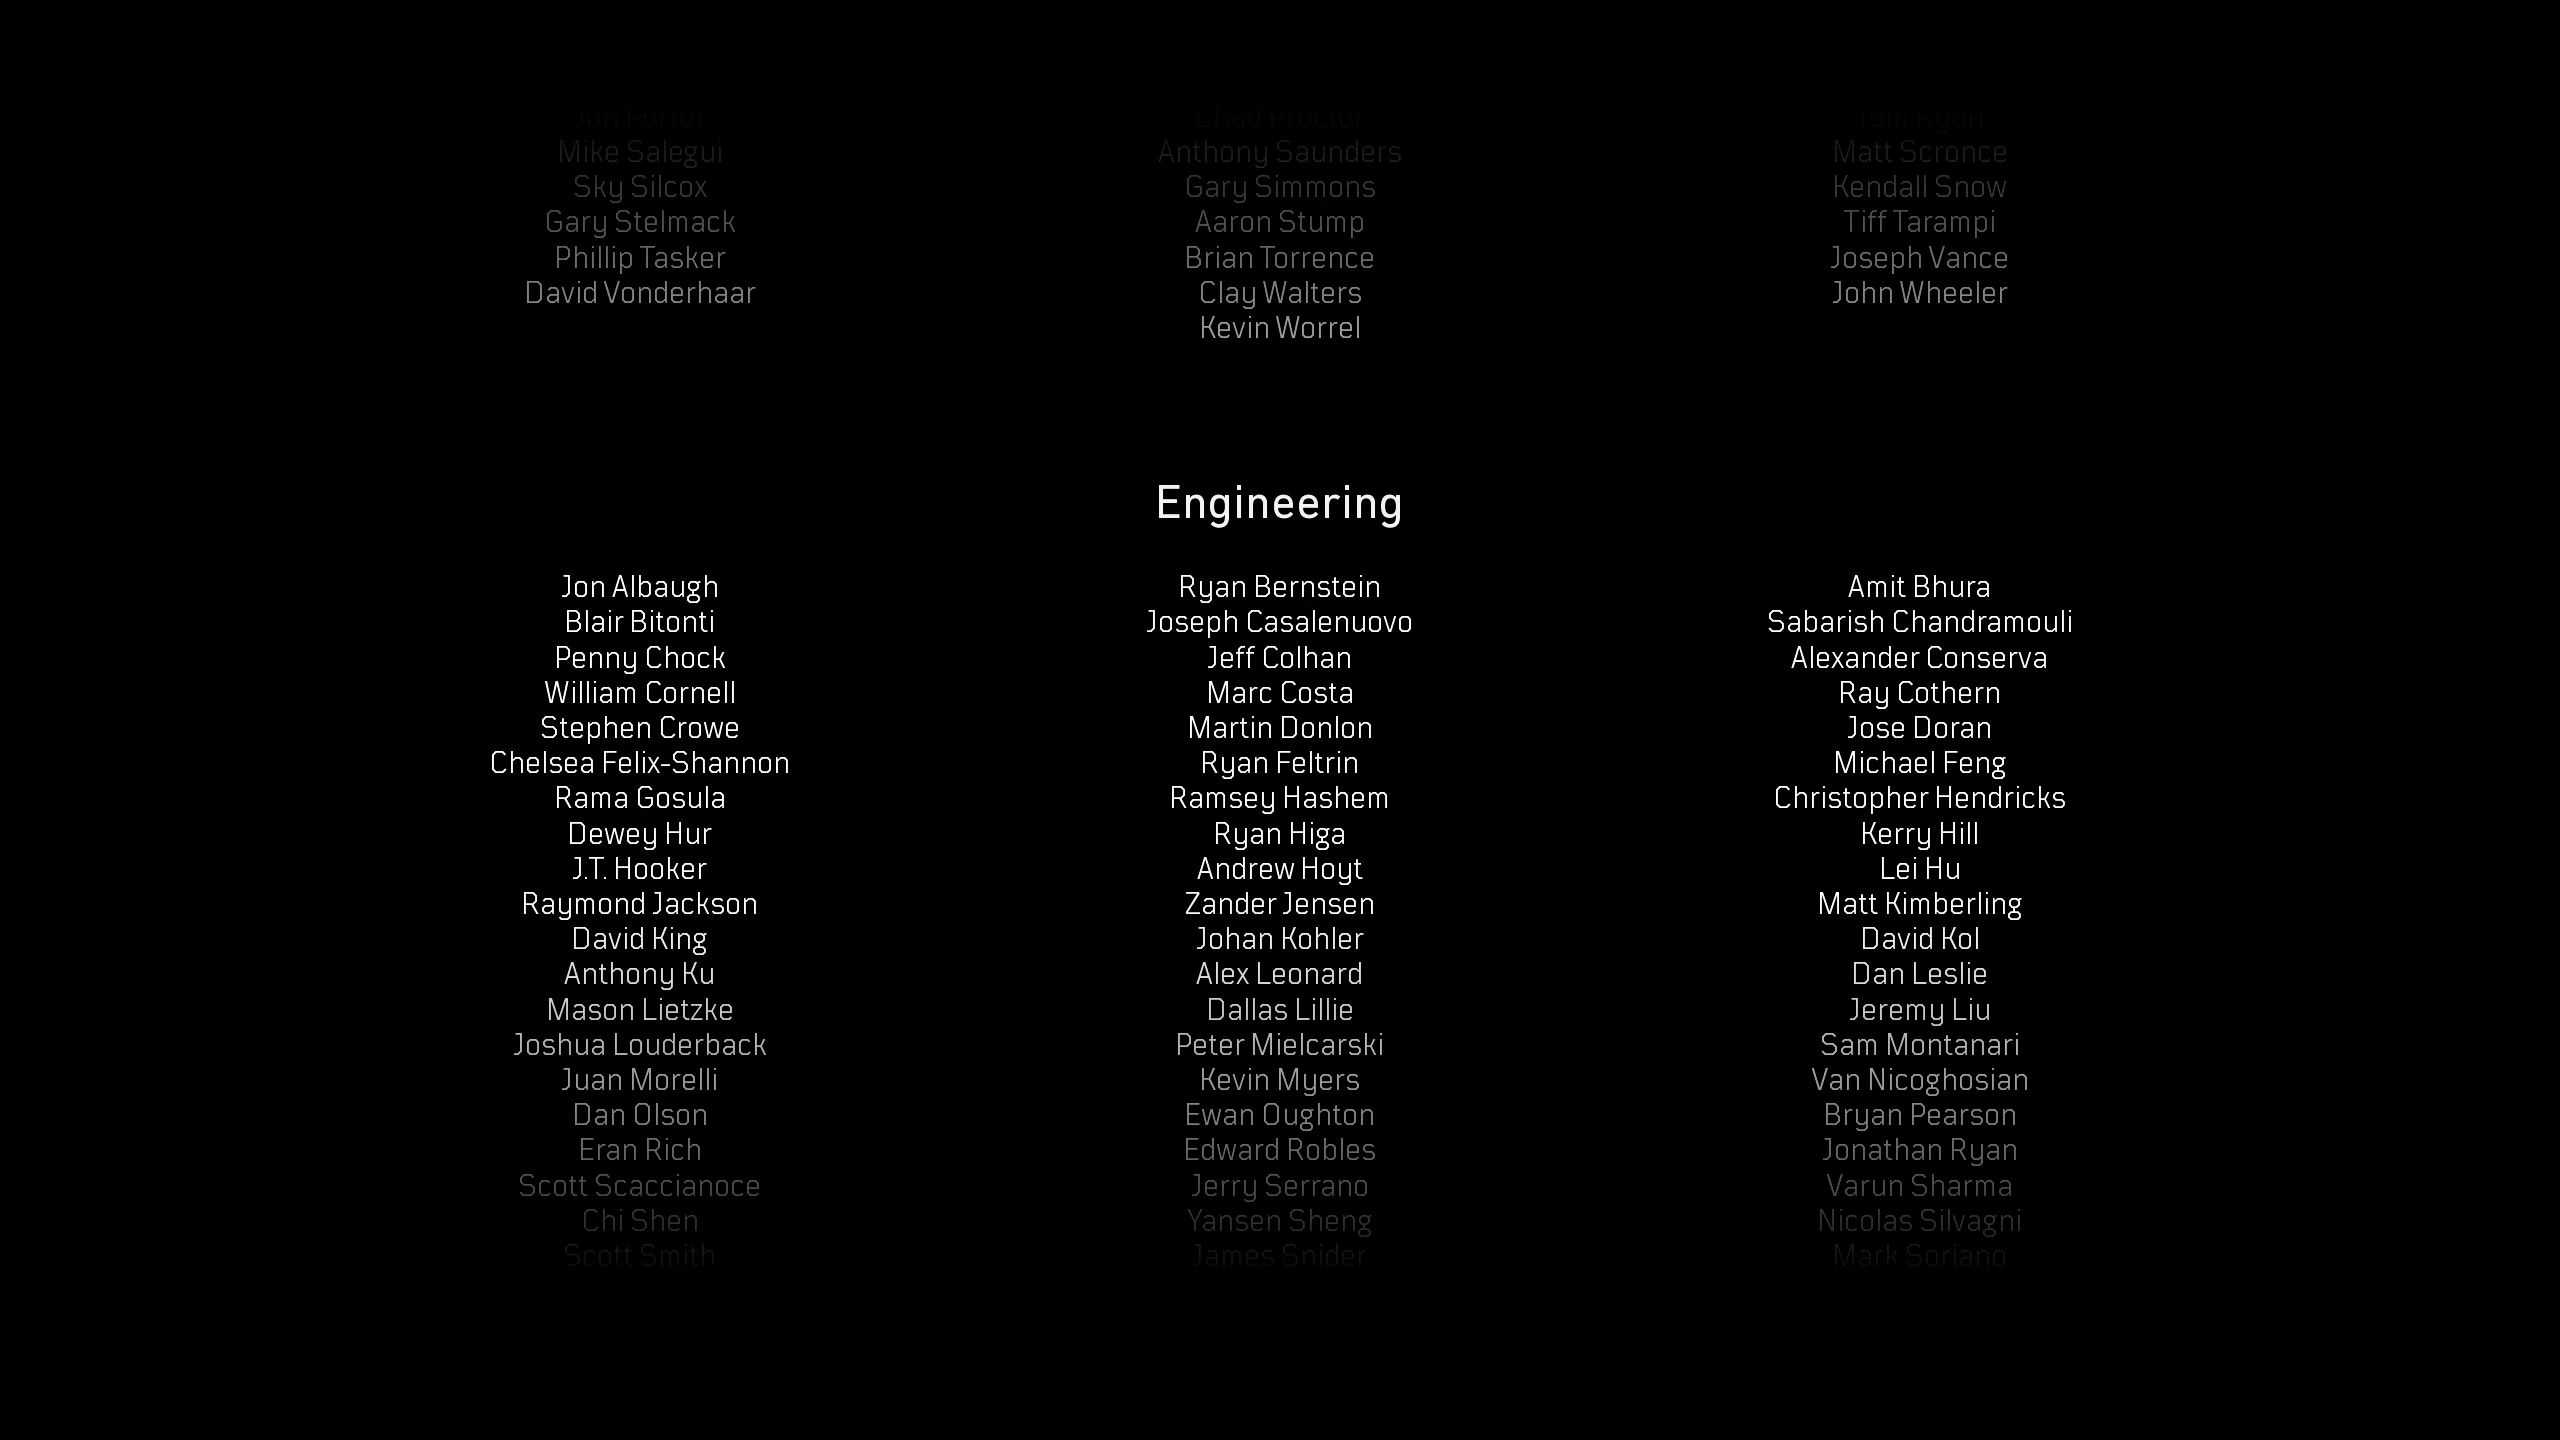 Jon Porter Chad Proctor Tom Ryan
Mike Salegui Anthony Saunders Matt Scronce
Sky Silcox Gary Simmons Kendall Snow
Gary Stelmack Aaron Stump Tiff Tarampi
Phillip Tasker Brian Torrence Joseph Vance
David Vonderhaar Clay Walters John Wheeler
Kevin Worrel
Engineering
Jon Albaugh Ryan Bernstein Amit Bhura
Blair Bitonti Joseph Casalenuovo Sabarish Chandramouli
Penny Chock Jeff Colhan Alexander Conserva
William Cornell Marc Costa Ray Cothern
Stephen Crowe Martin Donlon Jose Doran
Chelsea Felix-Shannon Ryan Feltrin Michael Feng
Rama Gosula Ramsey Hashem Christopher Hendricks
Dewey Hur Ryan Higa Kerry Hill
J.T. Hooker Andrew Hoyt Lei Hu
Raymond Jackson Zander Jensen Matt Kimberling
David King Johan Kohler David Kol
Anthony Ku Alex Leonard Dan Leslie
Mason Lietzke Dallas Lillie Jeremy Liu
Joshua Louderback Peter Mielcarski Sam Montanari
Juan Morelli Kevin Myers Van Nicoghosian
Dan Olson Ewan Oughton Bryan Pearson
Eran Rich Edward Robles Jonathan Ryan
Scott Scaccianoce Jerry Serrano Varun Sharma
Chi Shen Yansen Sheng Nicolas Silvagni
Scott Smith James Snider Mark Soriano